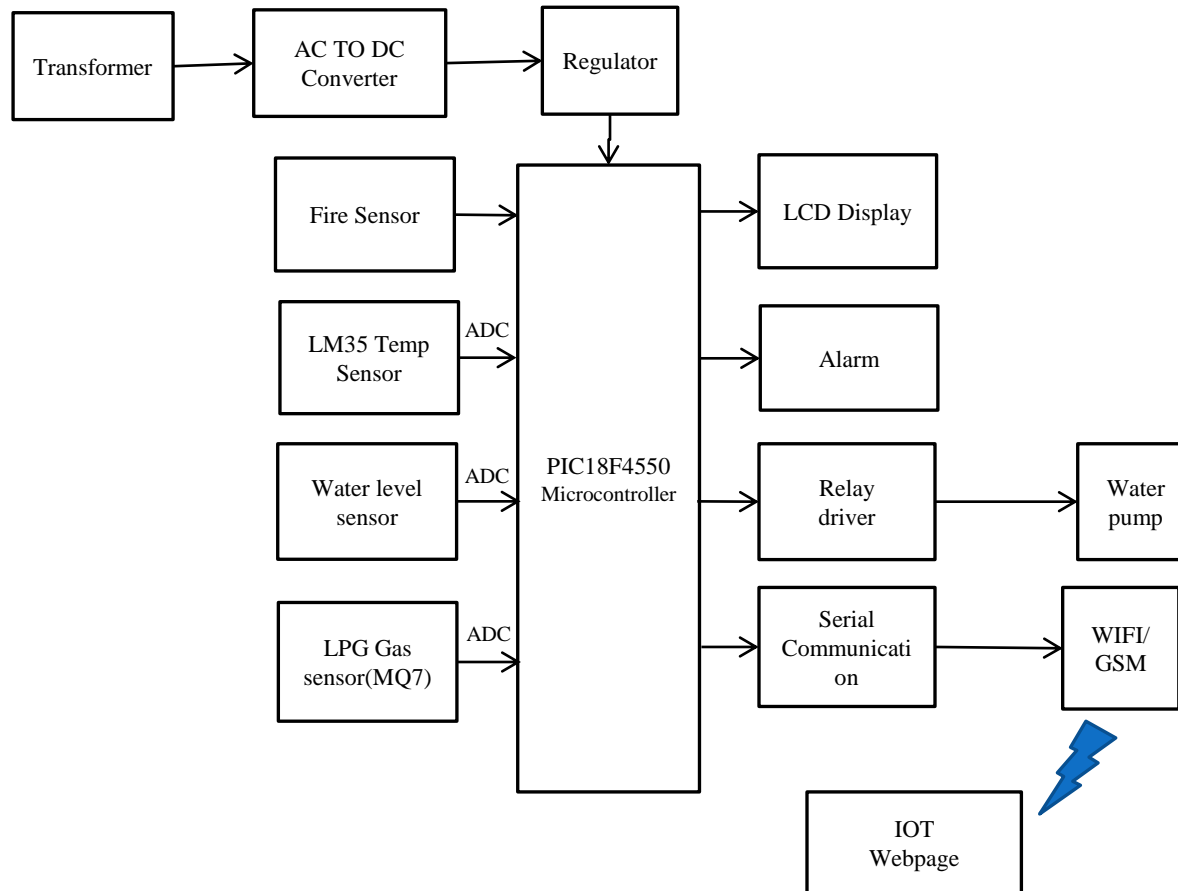 Transformer
AC TO DC
Converter
Regulator
Fire Sensor
LCD Display
LM35 Temp
Sensor
ADC
Alarm
PIC18F4550
Microcontroller
Water level
sensor
ADC
Relay
driver
Water
pump
LPG Gas
sensor(MQ7)
ADC
Serial
Communicati
on
WIFI/
GSM
IOT
Webpage